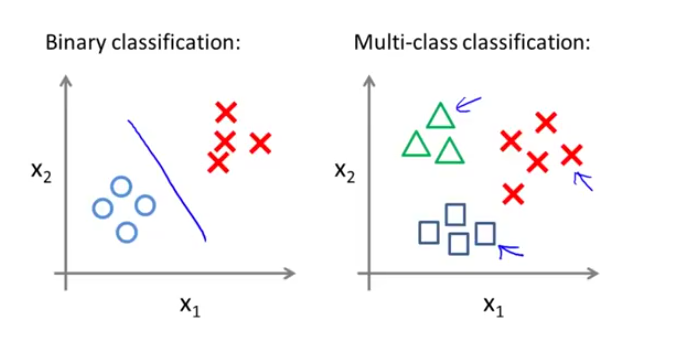 Binary classification:
Multi-class classification:
x₂
x₂
x₁
x₁